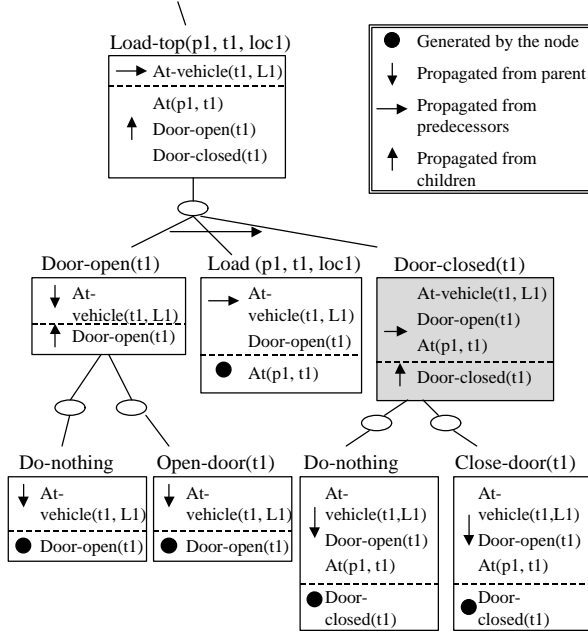 Load-top(p1, t1, loc1)
At-vehicle(t1, L1)
At(p1, t1)
Door-open(t1)
Door-closed(t1)
Generated by the node
Propagated from parent
Propagated from
predecessors
Propagated from
children
Door-open(t1)
At-
vehicle(t1, L1)
Door-open(t1)
Load (p1, t1, loc1)
At-
vehicle(t1, L1)
Door-open(t1)
At(p1, t1)
Door-closed(t1)
At-vehicle(t1, L1)
Door-open(t1)
At(p1, t1)
Door-closed(t1)
Do-nothing
At-
vehicle(t1, L1)
Door-open(t1)
Open-door(t1)
At-
vehicle(t1, L1)
Door-open(t1)
Do-nothing
At-
vehicle(t1,L1)
Door-open(t1)
At(p1, t1)
Door-
closed(t1)
Close-door(t1)
At-
vehicle(t1,L1)
Door-open(t1)
At(p1, t1)
Door-
closed(t1)